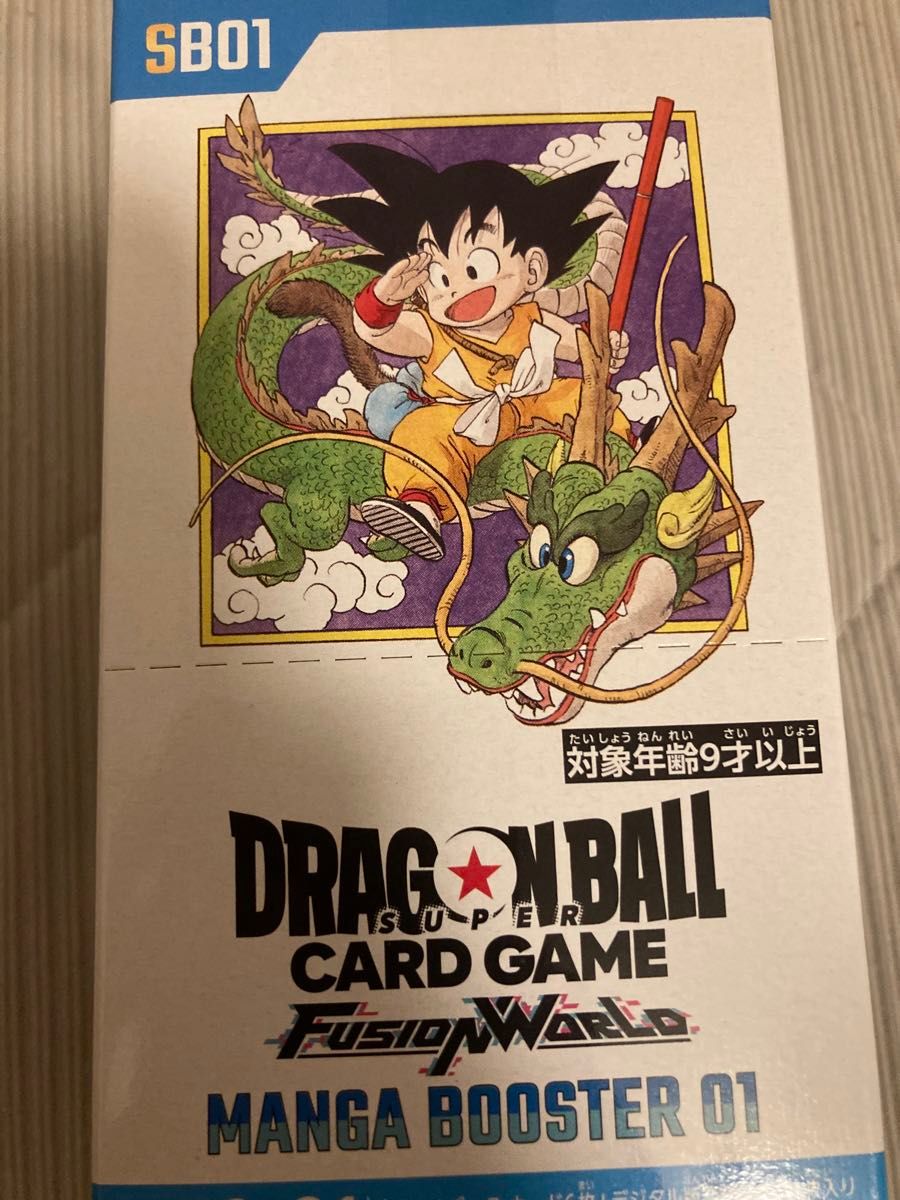 SB01
たいしょうねんれい さいいじょう
対象年齢9才以上
DRAGON BALL
SUPER
CARD GAME
FUSION WORLD
MANGA BOOSTER 01